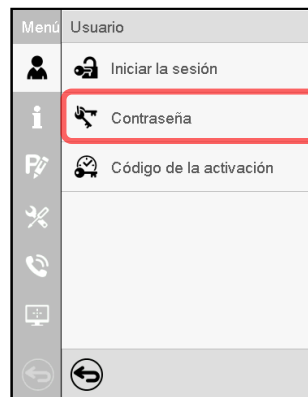 Menú
Usuario
Iniciar la sesión
Contraseña
Código de la activación